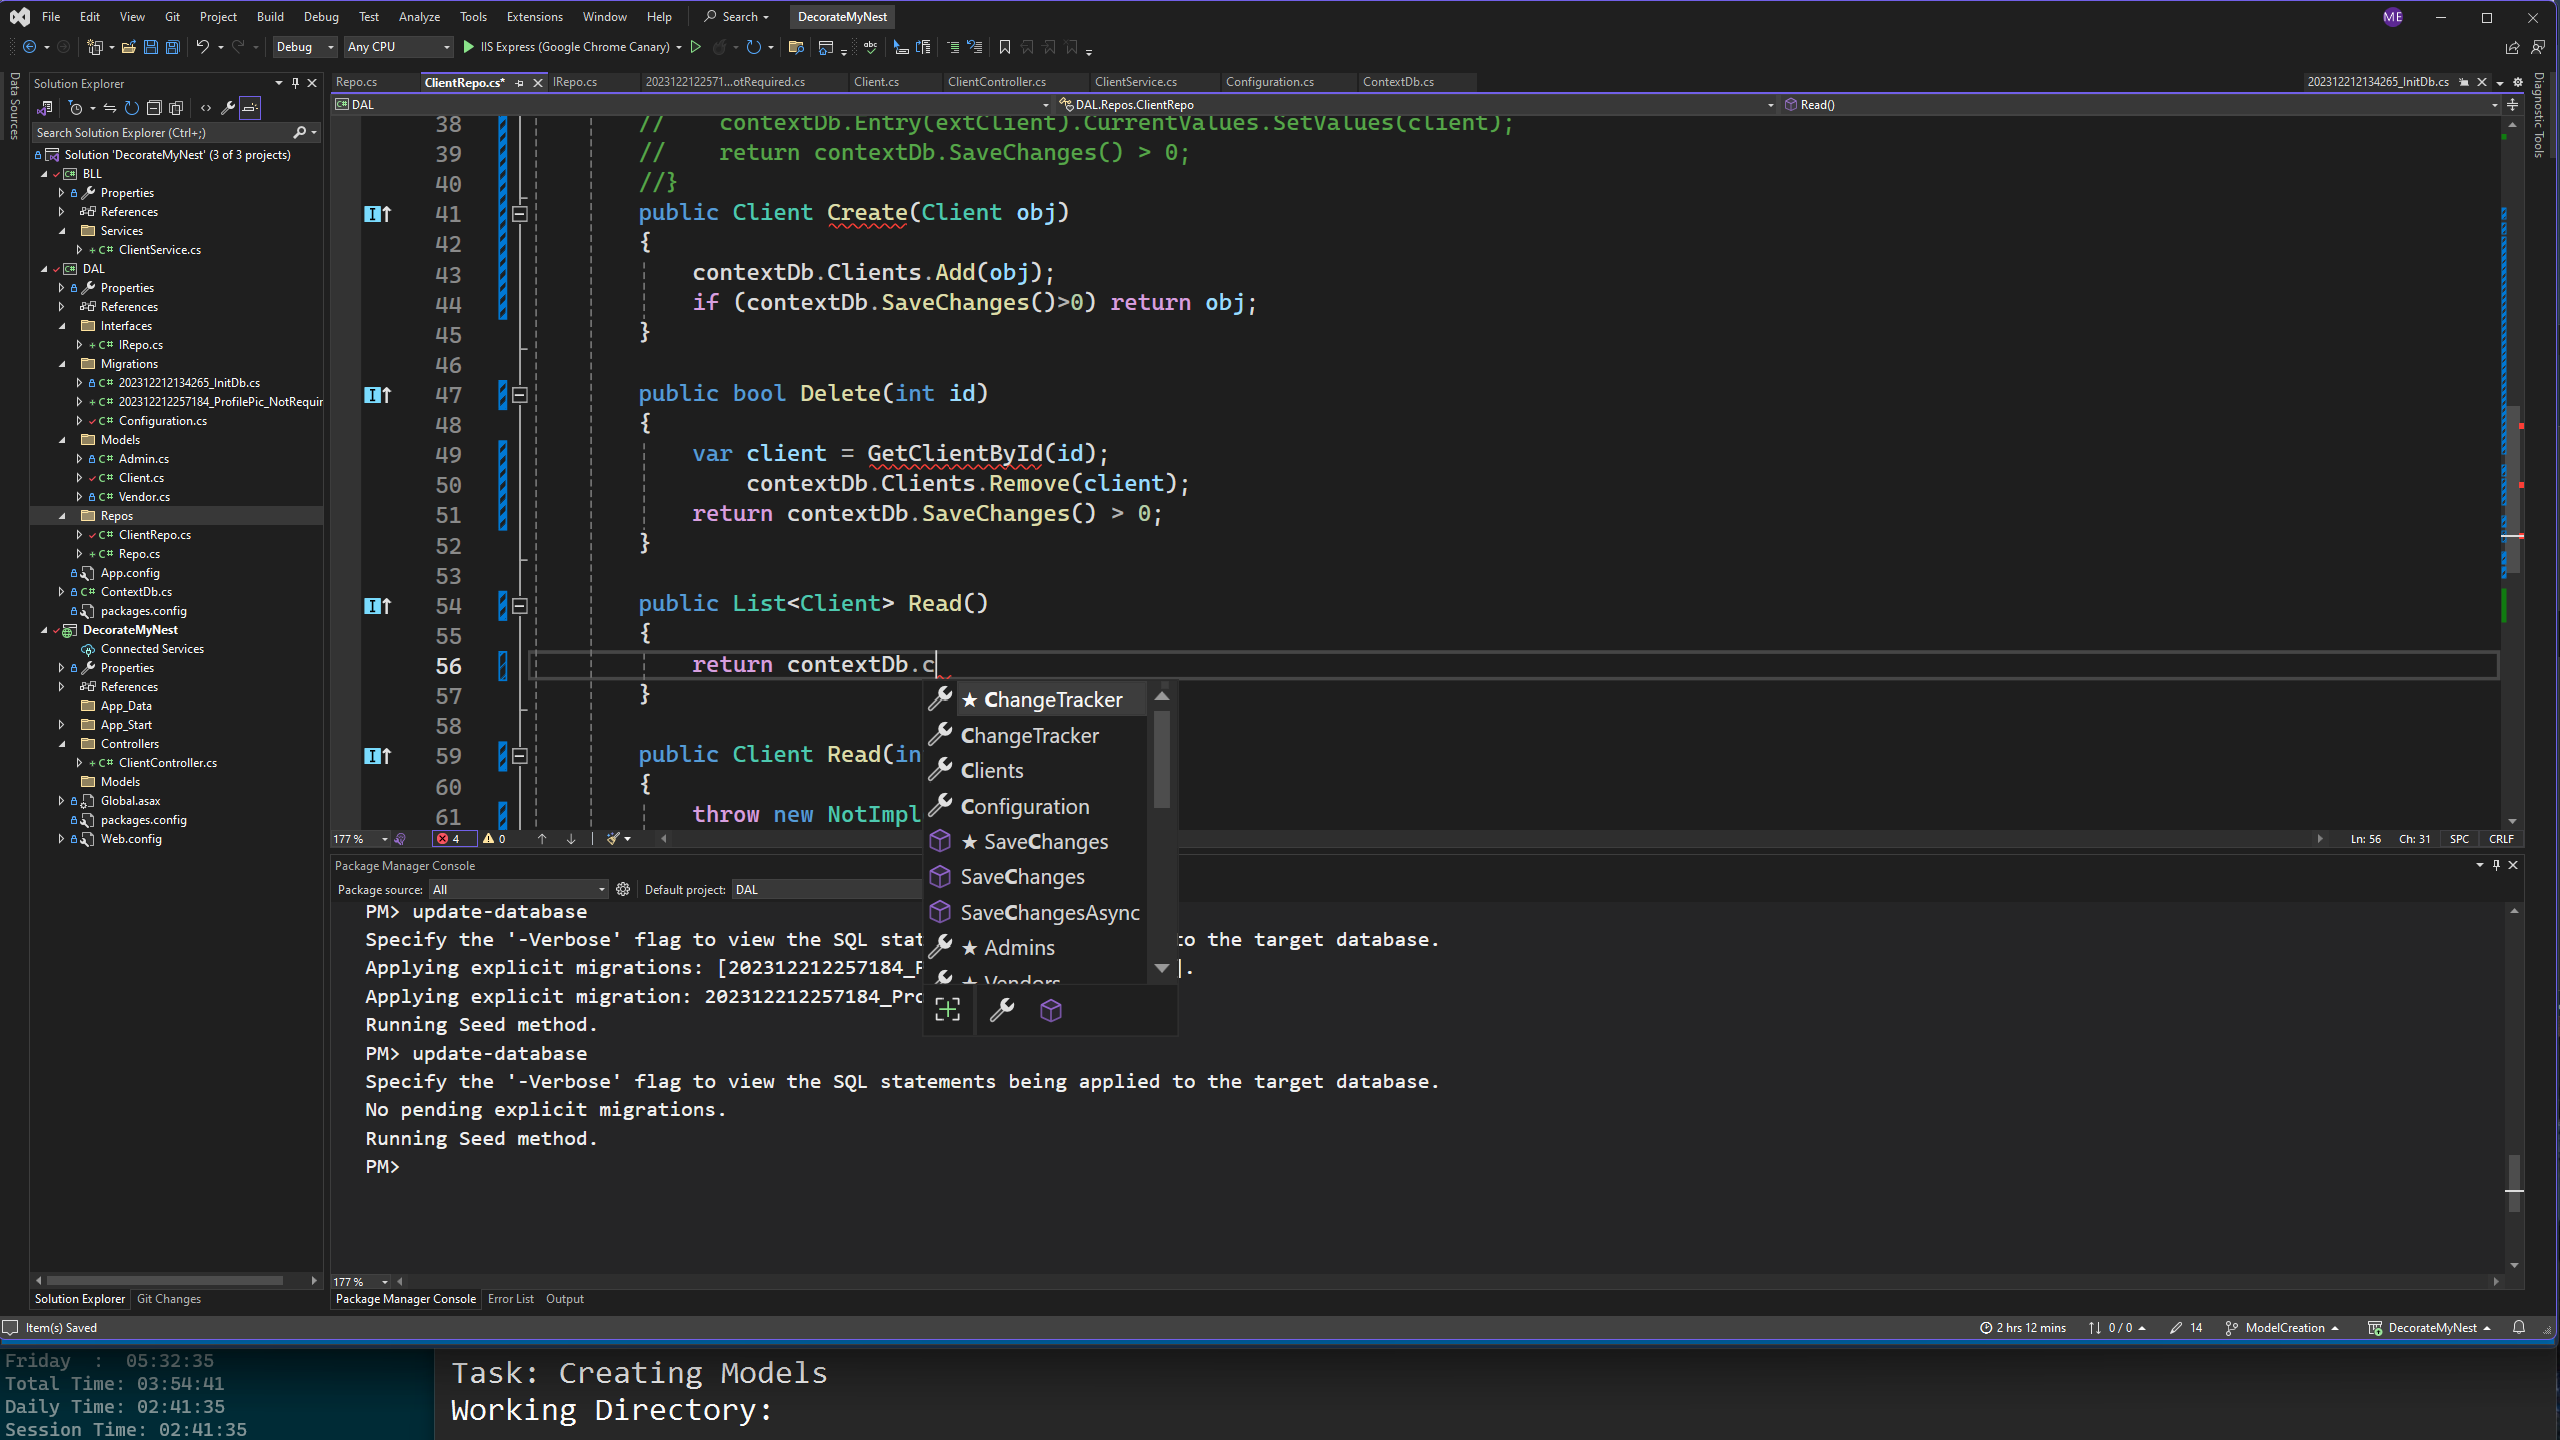 File Edit View Git Project Build Debug Test Analyze Tools Extensions Window Help Search DecorateMyNest ME
Debug Any CPU IIS Express (Google Chrome Canary)
Data Sources
Solution Explorer
Search Solution Explorer (Ctrl+;)
Solution 'DecorateMyNest' (3 of 3 projects)
BLL
Properties
References
Services
ClientService.cs
DAL
Properties
References
Interfaces
IRepo.cs
Migrations
202312212134265_InitDb.cs
202312212257184_ProfilePic_NotRequir
Configuration.cs
Models
Admin.cs
Client.cs
Vendor.cs
Repos
ClientRepo.cs
Repo.cs
App.config
ContextDb.cs
packages.config
DecorateMyNest
Connected Services
Properties
References
App_Data
App_Start
Controllers
ClientController.cs
Models
Global.asax
packages.config
Web.config
Solution Explorer Git Changes
Repo.cs ClientRepo.cs* IRepo.cs 2023122122571...otRequired.cs Client.cs ClientController.cs ClientService.cs Configuration.cs ContextDb.cs 202312212134265_InitDb.cs
DAL DAL.Repos.ClientRepo Read()
Diagnostic Tools
38 // contextDb.Entry(extClient).CurrentValues.SetValues(client);
39 // return contextDb.SaveChanges() > 0;
40 //}
41 public Client Create(Client obj)
42 {
43 contextDb.Clients.Add(obj);
44 if (contextDb.SaveChanges()>0) return obj;
45 }
46
47 public bool Delete(int id)
48 {
49 var client = GetClientById(id);
50 contextDb.Clients.Remove(client);
51 return contextDb.SaveChanges() > 0;
52 }
53
54 public List<Client> Read()
55 {
56 return contextDb.c
57 }
58
59 public Client Read(in
60 {
61 throw new NotImpl
★ ChangeTracker
ChangeTracker
Clients
Configuration
★ SaveChanges
SaveChanges
SaveChangesAsync
★ Admins
★ Vendors
177 % 4 0 Ln: 56 Ch: 31 SPC CRLF
Package Manager Console
Package source: All Default project: DAL
PM> update-database
Specify the '-Verbose' flag to view the SQL stat to the target database.
Applying explicit migrations: [202312212257184_P ].
Applying explicit migration: 202312212257184_Pro
Running Seed method.
PM> update-database
Specify the '-Verbose' flag to view the SQL statements being applied to the target database.
No pending explicit migrations.
Running Seed method.
PM>
177 %
Package Manager Console Error List Output
Item(s) Saved 2 hrs 12 mins 0 / 0 14 ModelCreation DecorateMyNest
Friday : 05:32:35
Total Time: 03:54:41
Daily Time: 02:41:35
Session Time: 02:41:35
Task: Creating Models
Working Directory: